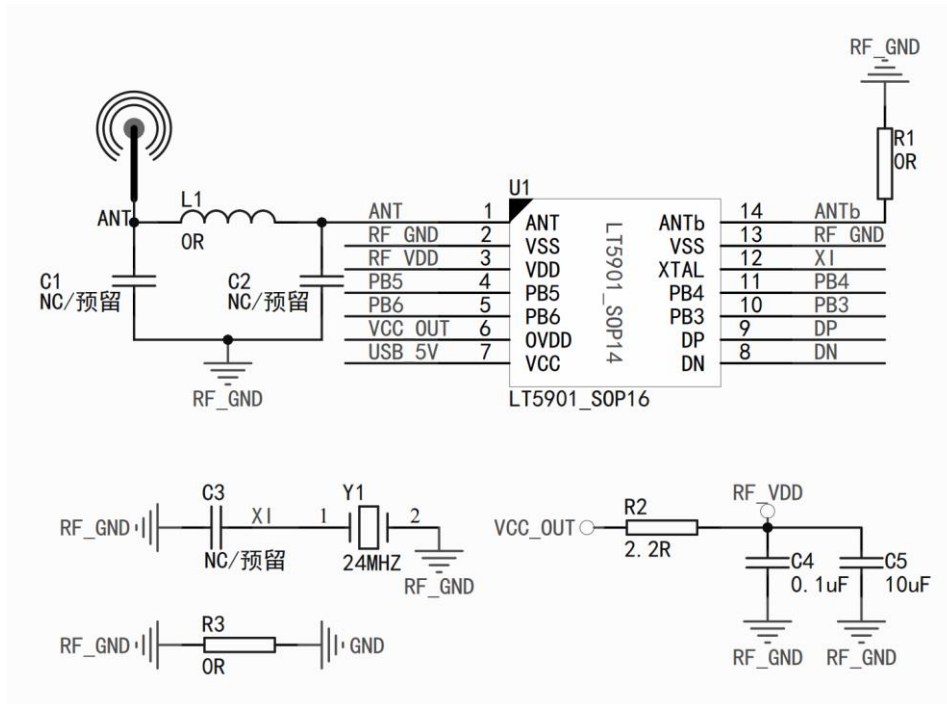 RF_GND
R1
0R
ANT
L1
0R
C1
NC/预留
C2
NC/预留
RF_GND
U1
LT5901_SOP14
ANT 1 ANT
RF_GND 2 VSS
RF_VDD 3 VDD
PB5 4 PB5
PB6 5 PB6
VCC_OUT 6 OVDD
USB_5V 7 VCC
ANTb 14 ANTb
VSS 13 RF_GND
XTAL 12 XI
PB4 11 PB4
PB3 10 PB3
DP 9 DP
DN 8 DN
LT5901_SOP16
RF_GND
C3
NC/预留
XI
1
Y1
24MHZ
2
RF_GND
VCC_OUT
R2
2.2R
RF_VDD
C4
0.1uF
C5
10uF
RF_GND
RF_GND
RF_GND
R3
0R
GND